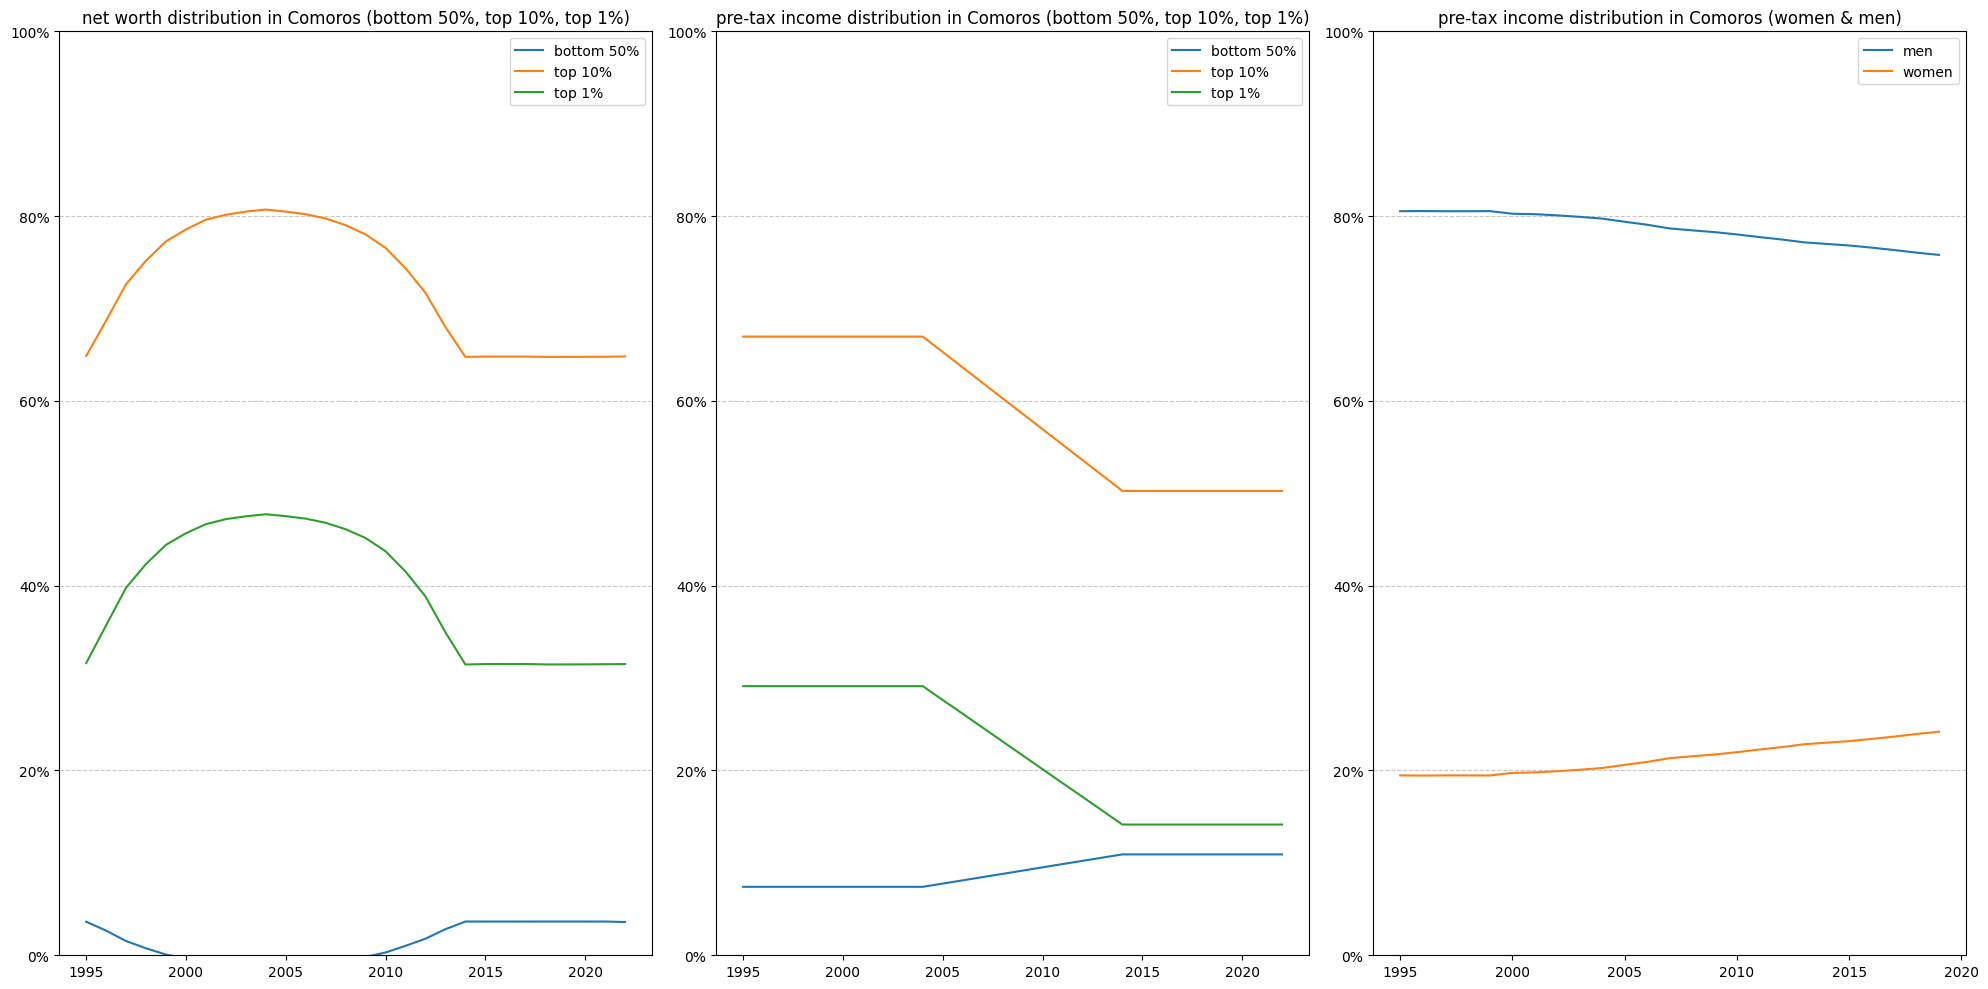 net worth distribution in Comoros (bottom 50%, top 10%, top 1%)
100%
80%
60%
40%
20%
0%
1995 2000 2005 2010 2015 2020
bottom 50%
top 10%
top 1%
pre-tax income distribution in Comoros (bottom 50%, top 10%, top 1%)
100%
80%
60%
40%
20%
0%
1995 2000 2005 2010 2015 2020
bottom 50%
top 10%
top 1%
pre-tax income distribution in Comoros (women & men)
100%
80%
60%
40%
20%
0%
1995 2000 2005 2010 2015 2020
men
women